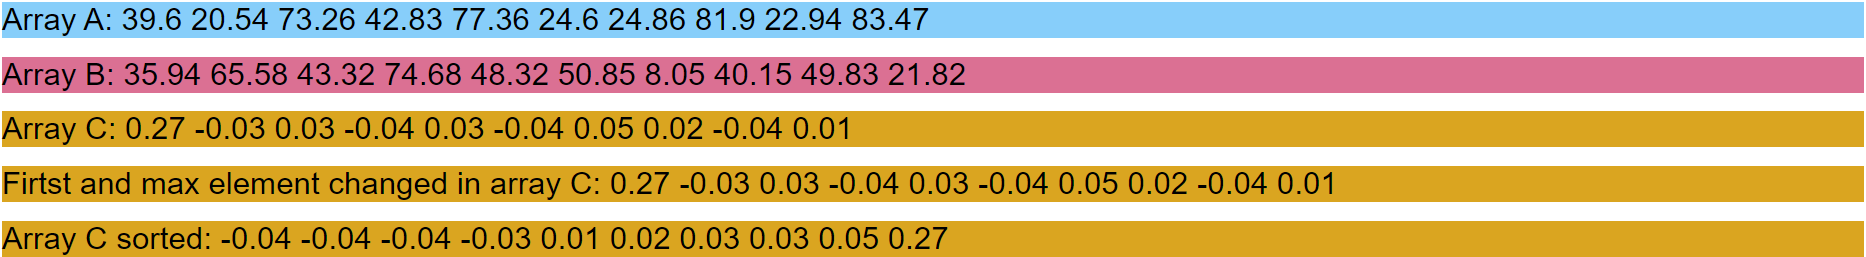 Array A: 39.6 20.54 73.26 42.83 77.36 24.6 24.86 81.9 22.94 83.47
Array B: 35.94 65.58 43.32 74.68 48.32 50.85 8.05 40.15 49.83 21.82
Array C: 0.27 -0.03 0.03 -0.04 0.03 -0.04 0.05 0.02 -0.04 0.01
Firtst and max element changed in array C: 0.27 -0.03 0.03 -0.04 0.03 -0.04 0.05 0.02 -0.04 0.01
Array C sorted: -0.04 -0.04 -0.04 -0.03 0.01 0.02 0.03 0.03 0.05 0.27